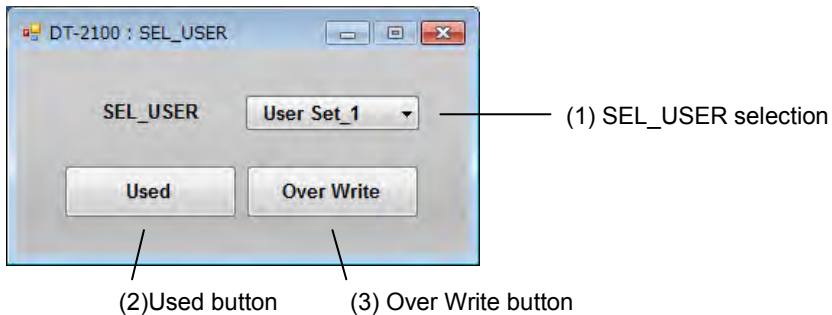 DT-2100 : SEL_USER
SEL_USER
User Set_1
(1) SEL_USER selection
Used
Over Write
(2)Used button
(3) Over Write button